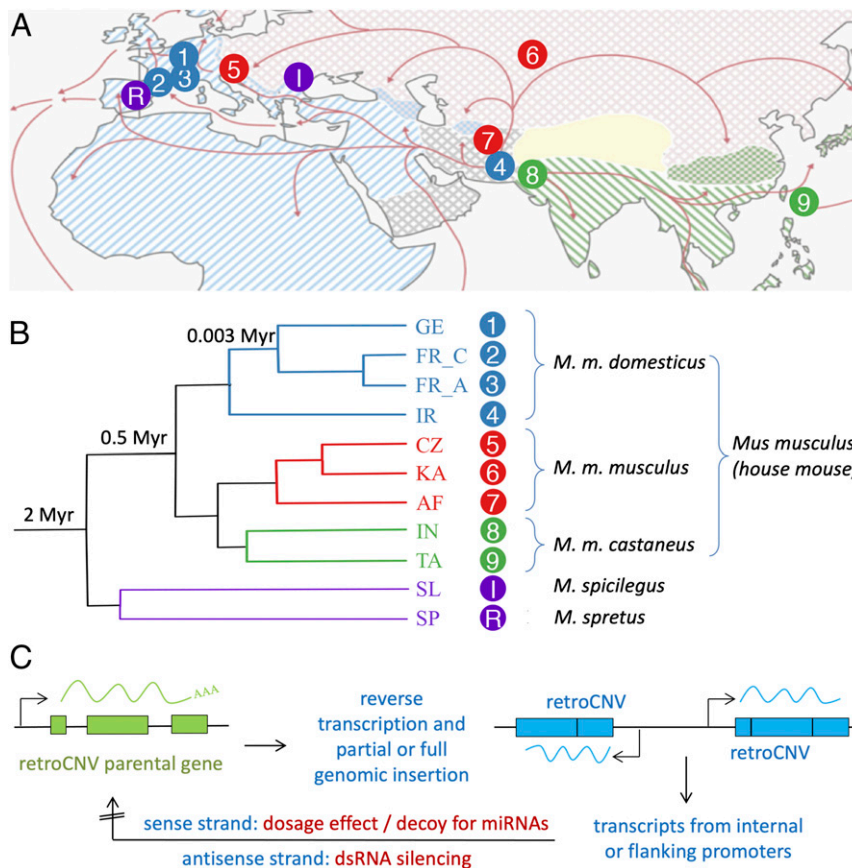 A
1
2
3
R
5
I
6
7
4
8
9
B
0.003 Myr
0.5 Myr
2 Myr
GE 1
FR_C 2
FR_A 3
IR 4
CZ 5
KA 6
AF 7
IN 8
TA 9
SL I
SP R
M. m. domesticus
M. m. musculus
M. m. castaneus
M. spicilegus
M. spretus
Mus musculus
(house mouse)
C
AAA
retroCNV parental gene
reverse
transcription and
partial or full
genomic insertion
retroCNV
retroCNV
transcripts from internal
or flanking promoters
sense strand: dosage effect / decoy for miRNAs
antisense strand: dsRNA silencing